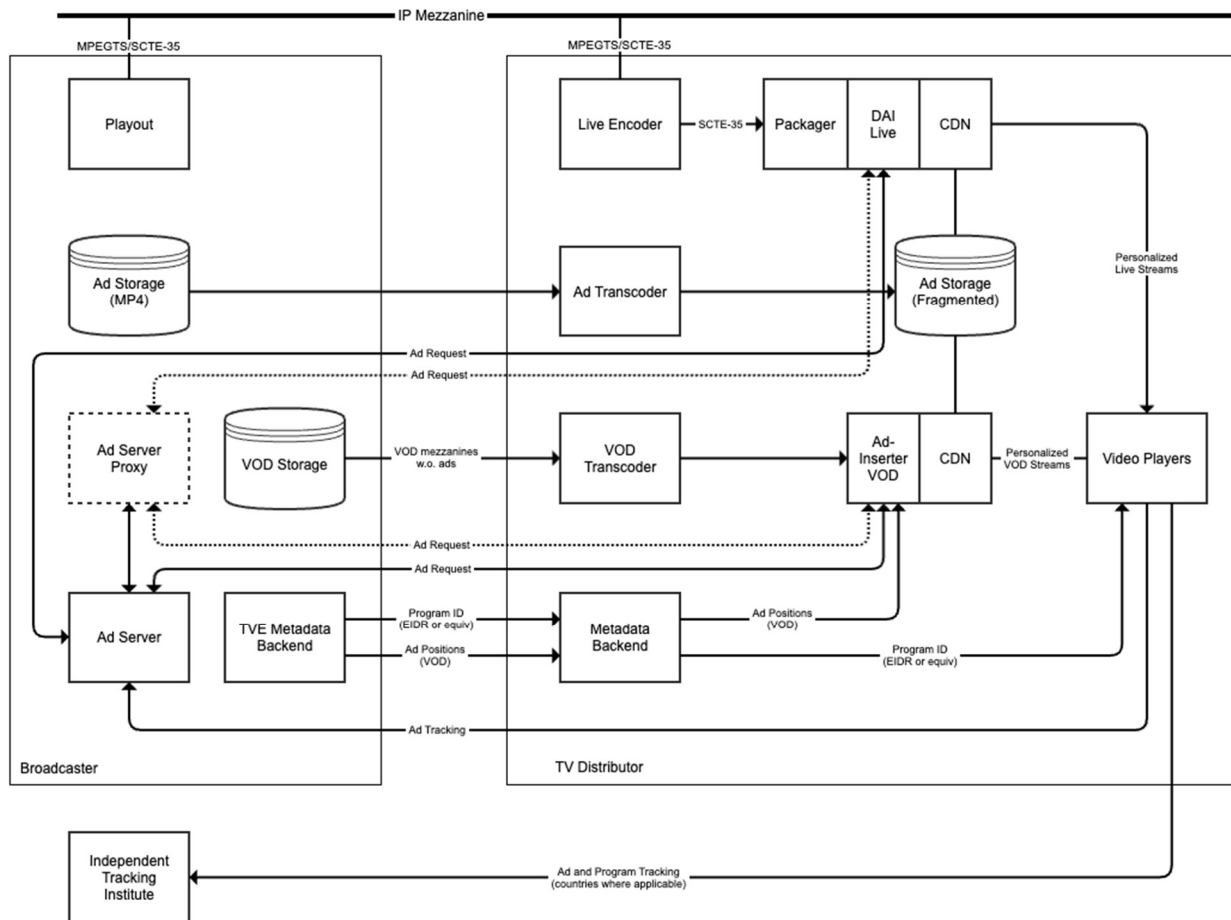 IP Mezzanine
MPEGTS/SCTE-35
MPEGTS/SCTE-35
Playout
Live Encoder
SCTE-35
Packager
DAI
Live
CDN
Ad Storage
(MP4)
Ad Transcoder
Ad Storage
(Fragmented)
Personalized
Live Streams
Ad Request
Ad Request
Ad Server
Proxy
VOD Storage
VOD mezzanines
w.o. ads
VOD
Transcoder
Ad-
Inserter
VOD
CDN
Personalized
VOD Streams
Video Players
Ad Request
Ad Request
Ad Server
TVE Metadata
Backend
Program ID
(EIDR or equiv)
Ad Positions
(VOD)
Metadata
Backend
Ad Positions
(VOD)
Program ID
(EIDR or equiv)
Ad Tracking
Broadcaster
TV Distributor
Independent
Tracking
Institute
Ad and Program Tracking
(countries where applicable)